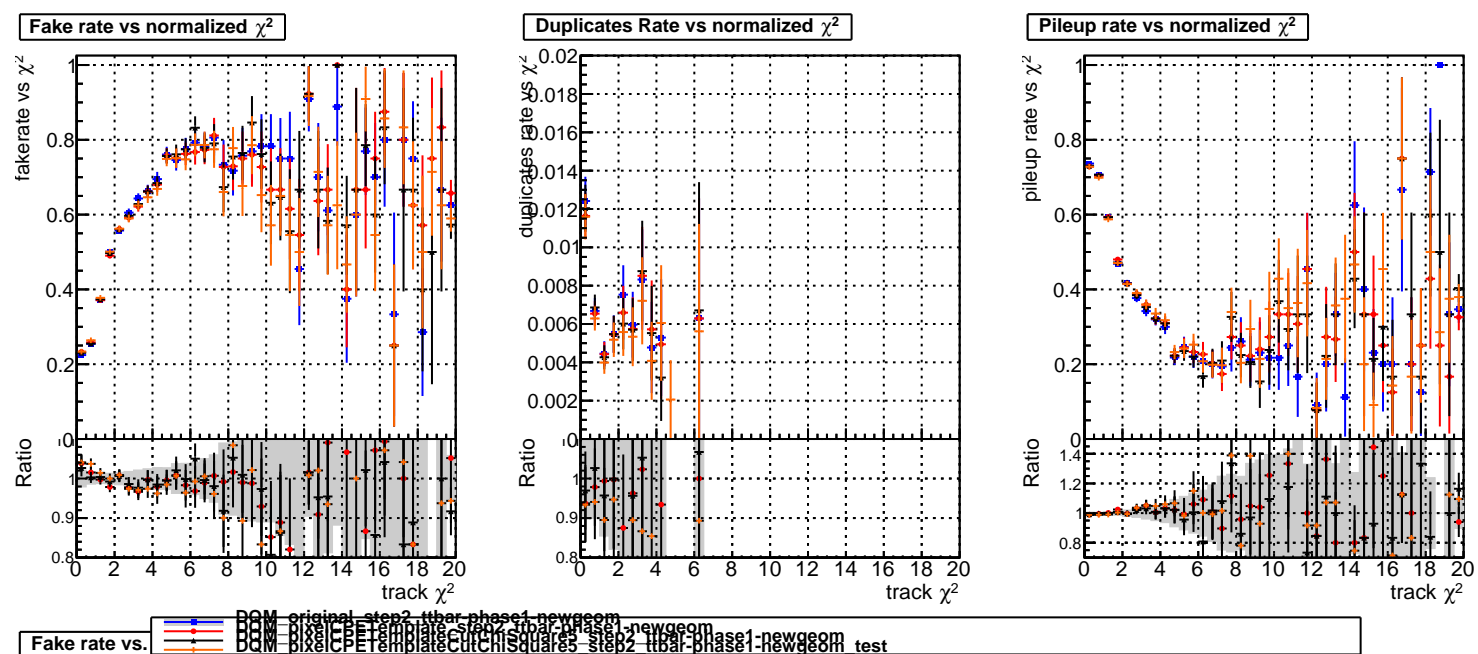 Fake rate vs normalized χ²
Duplicates Rate vs normalized χ²
Pileup rate vs normalized χ²
fakerate vs χ²
1
0.8
0.6
0.4
0.2
0
Ratio
1
0.9
0.8
0 2 4 6 8 10 12 14 16 18 20
track χ²
duplicates rate vs χ²
0.02
0.018
0.016
0.014
0.012
0.01
0.008
0.006
0.004
0.002
0
Ratio
1
0.9
0.8
0 2 4 6 8 10 12 14 16 18 20
track χ²
pileup rate vs χ²
1
0.8
0.6
0.4
0.2
0
Ratio
1.4
1.2
1
0.8
0 2 4 6 8 10 12 14 16 18 20
track χ²
DQM_original_step2_ttbar-phase1-newgeom
DQM_pixelCPETemplate_step2_ttbar-phase1-newgeom
DQM_pixelCPETemplateCutChiSquare5_step2_ttbar-phase1-newgeom
DQM_pixelCPETemplateCutChiSquare5_step2_ttbar-phase1-newgeom_test
Fake rate vs.